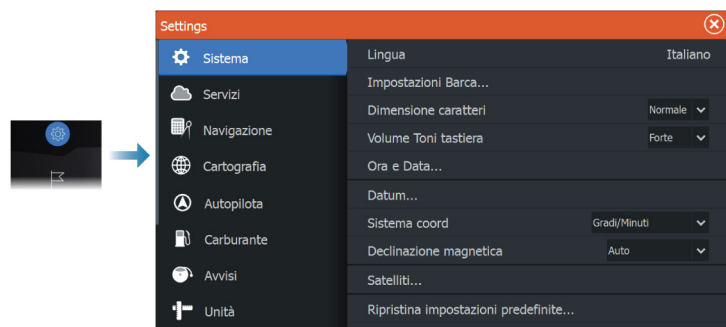 Settings
Sistema
Servizi
Navigazione
Cartografia
Autopilota
Carburante
Avvisi
Unità
Lingua Italiano
Impostazioni Barca...
Dimensione caratteri Normale
Volume Toni tastiera Forte
Ora e Data...
Datum...
Sistema coord Gradi/Minuti
Declinazione magnetica Auto
Satelliti...
Ripristina impostazioni predefinite...